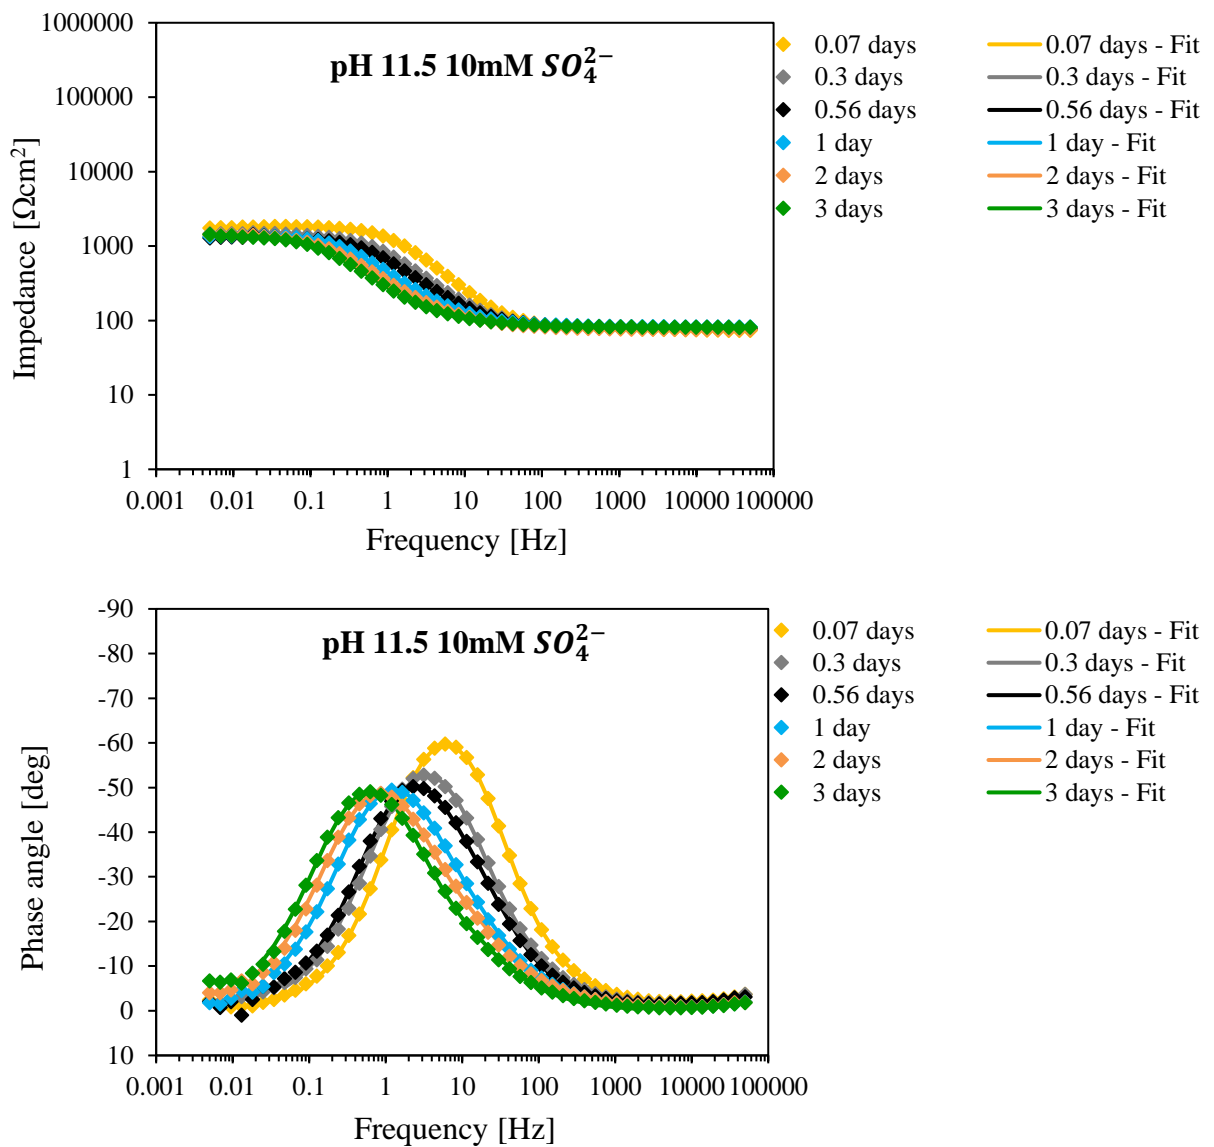 pH 11.5 10mM SO₄²⁻
Impedance [Ωcm²]
1000000
100000
10000
1000
100
10
1
0.001 0.01 0.1 1 10 100 1000 10000 100000
Frequency [Hz]
0.07 days 0.07 days - Fit
0.3 days 0.3 days - Fit
0.56 days 0.56 days - Fit
1 day 1 day - Fit
2 days 2 days - Fit
3 days 3 days - Fit
pH 11.5 10mM SO₄²⁻
Phase angle [deg]
-90
-80
-70
-60
-50
-40
-30
-20
-10
0
10
0.001 0.01 0.1 1 10 100 1000 10000 100000
Frequency [Hz]
0.07 days 0.07 days - Fit
0.3 days 0.3 days - Fit
0.56 days 0.56 days - Fit
1 day 1 day - Fit
2 days 2 days - Fit
3 days 3 days - Fit